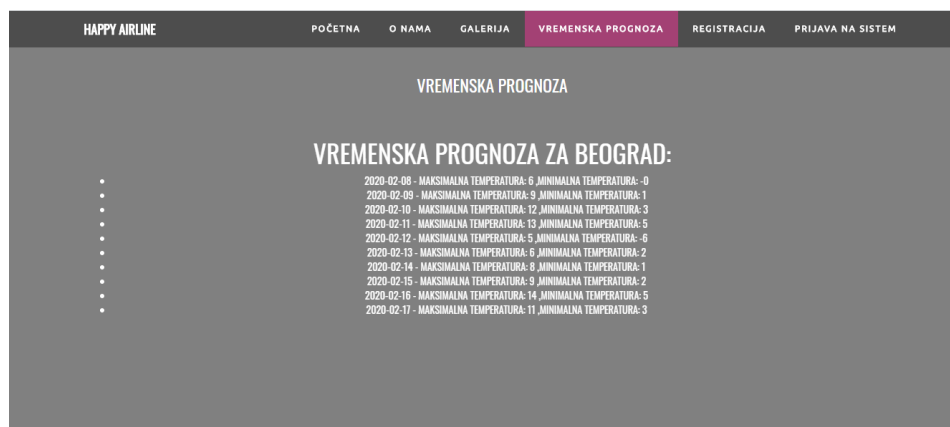 HAPPY AIRLINE POČETNA O NAMA GALERIJA VREMENSKA PROGNOZA REGISTRACIJA PRIJAVA NA SISTEM
VREMENSKA PROGNOZA
VREMENSKA PROGNOZA ZA BEOGRAD:
2020-02-08 - MAKSIMALNA TEMPERATURA: 6 ,MINIMALNA TEMPERATURA: -0
2020-02-09 - MAKSIMALNA TEMPERATURA: 9 ,MINIMALNA TEMPERATURA: 1
2020-02-10 - MAKSIMALNA TEMPERATURA: 12 ,MINIMALNA TEMPERATURA: 3
2020-02-11 - MAKSIMALNA TEMPERATURA: 13 ,MINIMALNA TEMPERATURA: 5
2020-02-12 - MAKSIMALNA TEMPERATURA: 5 ,MINIMALNA TEMPERATURA: -6
2020-02-13 - MAKSIMALNA TEMPERATURA: 6 ,MINIMALNA TEMPERATURA: 2
2020-02-14 - MAKSIMALNA TEMPERATURA: 8 ,MINIMALNA TEMPERATURA: 1
2020-02-15 - MAKSIMALNA TEMPERATURA: 9 ,MINIMALNA TEMPERATURA: 2
2020-02-16 - MAKSIMALNA TEMPERATURA: 14 ,MINIMALNA TEMPERATURA: 5
2020-02-17 - MAKSIMALNA TEMPERATURA: 11 ,MINIMALNA TEMPERATURA: 3